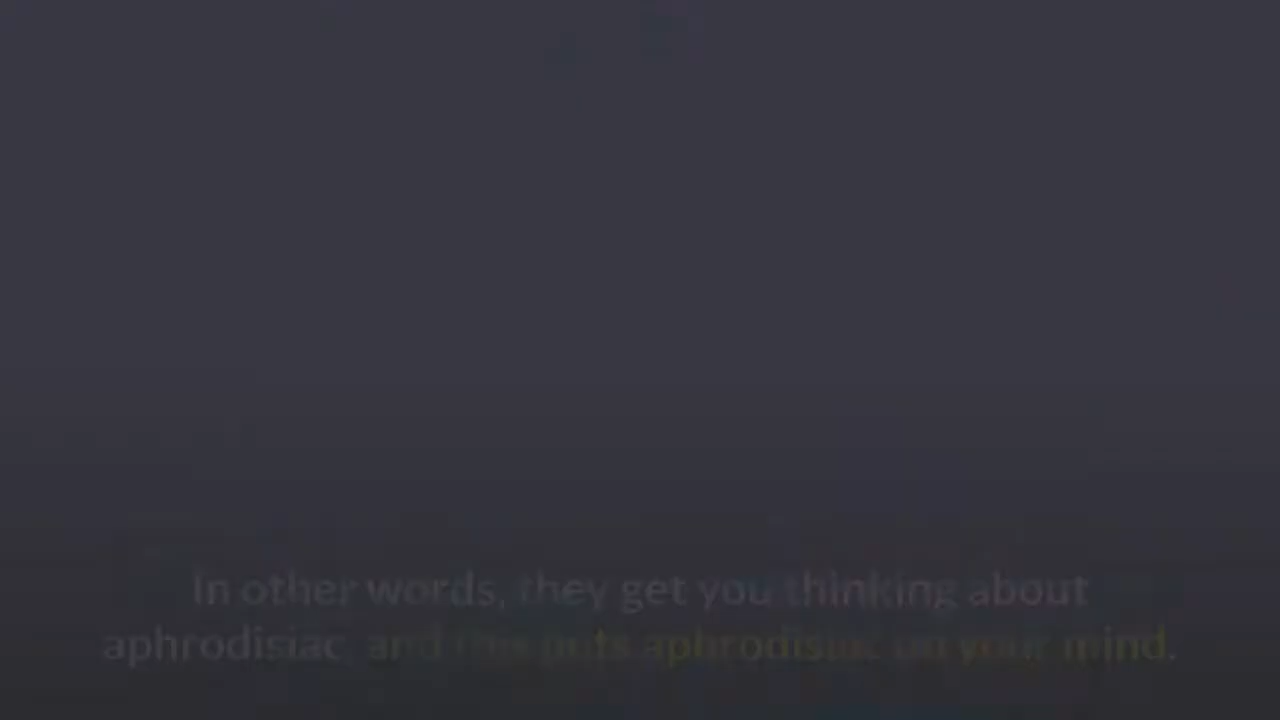 In other words, they get you thinking about
aphrodisiac, and this puts aphrodisiac on your mind.